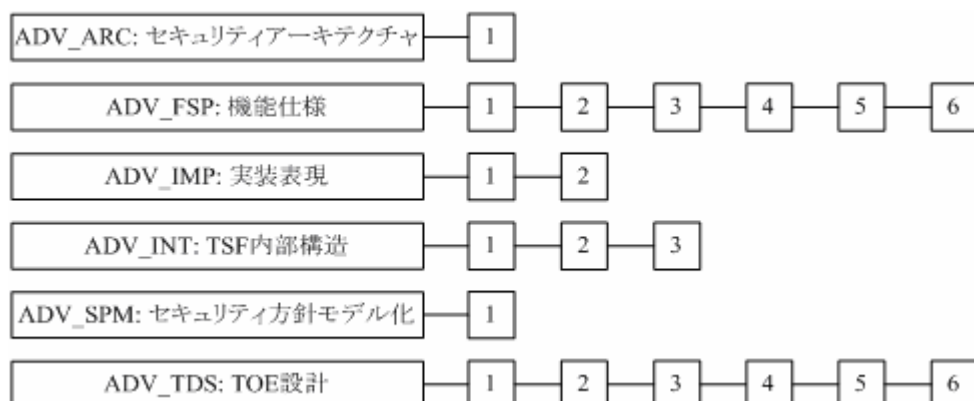 ADV_ARC: セキュリティアーキテクチャ 1
ADV_FSP: 機能仕様 1 2 3 4 5 6
ADV_IMP: 実装表現 1 2
ADV_INT: TSF内部構造 1 2 3
ADV_SPM: セキュリティ方針モデル化 1
ADV_TDS: TOE設計 1 2 3 4 5 6